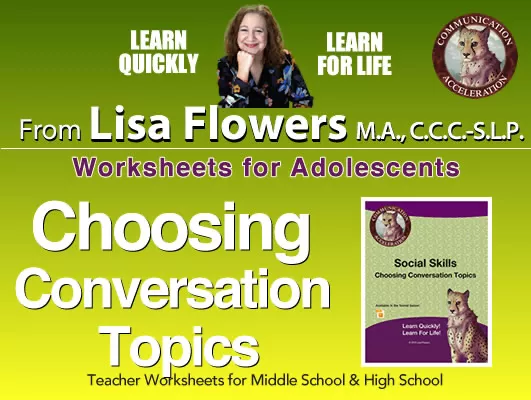 LEARN QUICKLY
LEARN FOR LIFE
COMMUNICATION
ACCELERATION
From Lisa Flowers M.A., C.C.C.-S.L.P.
Worksheets for Adolescents
Choosing
Conversation
Topics
COMMUNICATION
ACCELERATION
Social Skills
Choosing Conversation Topics
Learn Quickly!
Learn For Life!
Teacher Worksheets for Middle School & High School